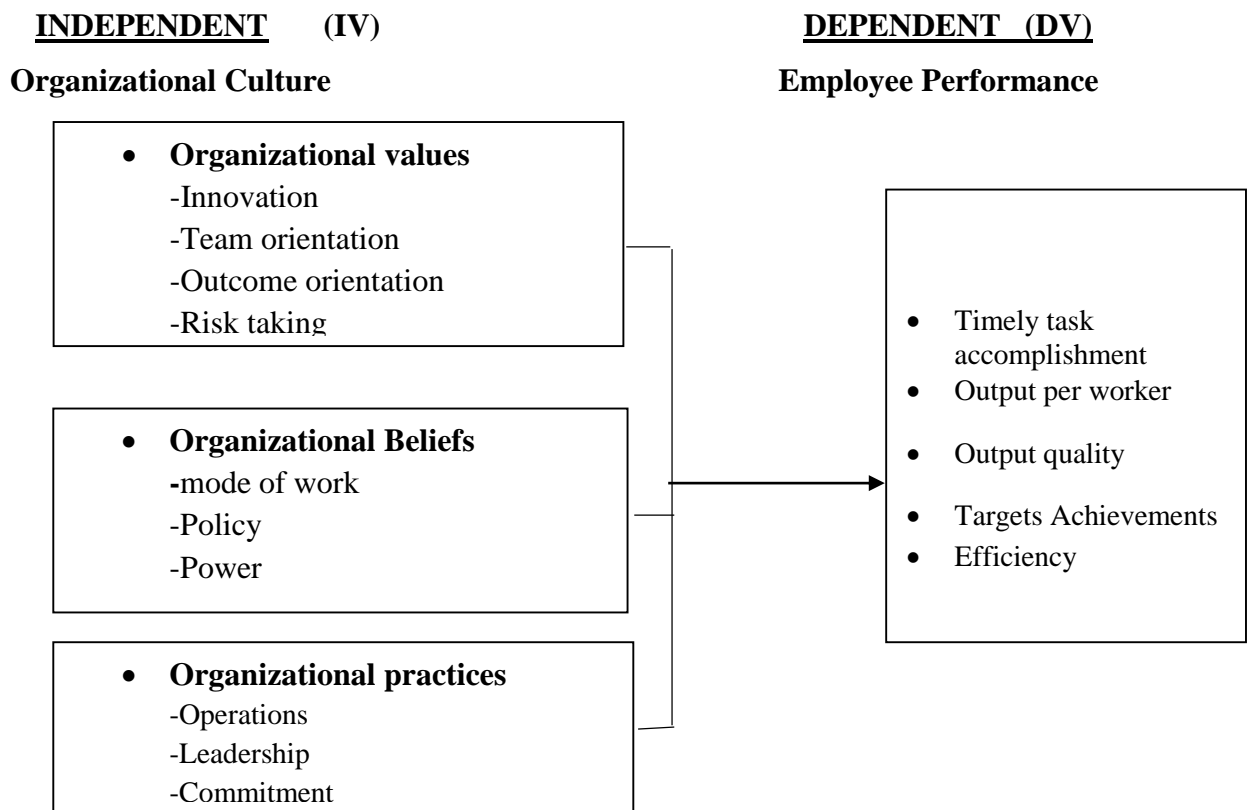 INDEPENDENT (IV) DEPENDENT (DV)
Organizational Culture Employee Performance
• Organizational values
-Innovation
-Team orientation
-Outcome orientation
-Risk taking
• Organizational Beliefs
-mode of work
-Policy
-Power
• Organizational practices
-Operations
-Leadership
-Commitment
• Timely task
accomplishment
• Output per worker
• Output quality
• Targets Achievements
• Efficiency